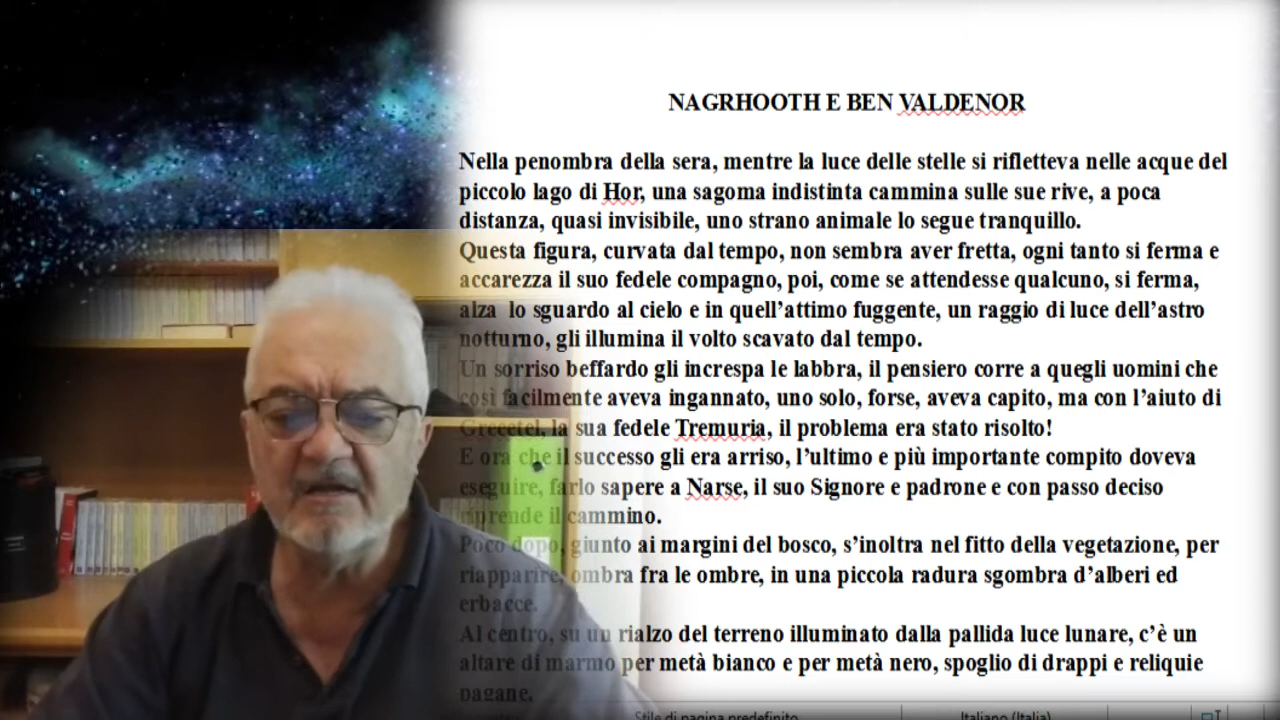 NAGRHOOTH E BEN VALDENOR
Nella penombra della sera, mentre la luce delle stelle si rifletteva nelle acque del
piccolo lago di Hor, una sagoma indistinta cammina sulle sue rive, a poca
distanza, quasi invisibile, uno strano animale lo segue tranquillo.
Questa figura, curvata dal tempo, non sembra aver fretta, ogni tanto si ferma e
accarezza il suo fedele compagno, poi, come se attendesse qualcuno, si ferma,
alza lo sguardo al cielo e in quell'attimo fuggente, un raggio di luce dell'astro
notturno, gli illumina il volto scavato dal tempo.
Un sorriso beffardo gli increspa le labbra, il pensiero corre a quegli uomini che
così facilmente aveva ingannato, uno solo, forse, aveva capito, ma con l'aiuto di
la sua fedele Tremuria, il problema era stato risolto!
E ora che il successo gli era arriso, l'ultimo e più importante compito doveva
eseguire, farlo sapere a Narse, il suo Signore e padrone e con passo deciso
riprende il cammino.
Poco dopo, giunto ai margini del bosco, s'inoltra nel fitto della vegetazione, per
riapparire, ombra fra le ombre, in una piccola radura sgombra d'alberi ed
erbacce.
Al centro, su un rialzo del terreno illuminato dalla pallida luce lunare, c'è un
altare di marmo per metà bianco e per metà nero, spoglio di drappi e reliquie
pagane.
Stile di pagina predefinito Italiano (Italia)